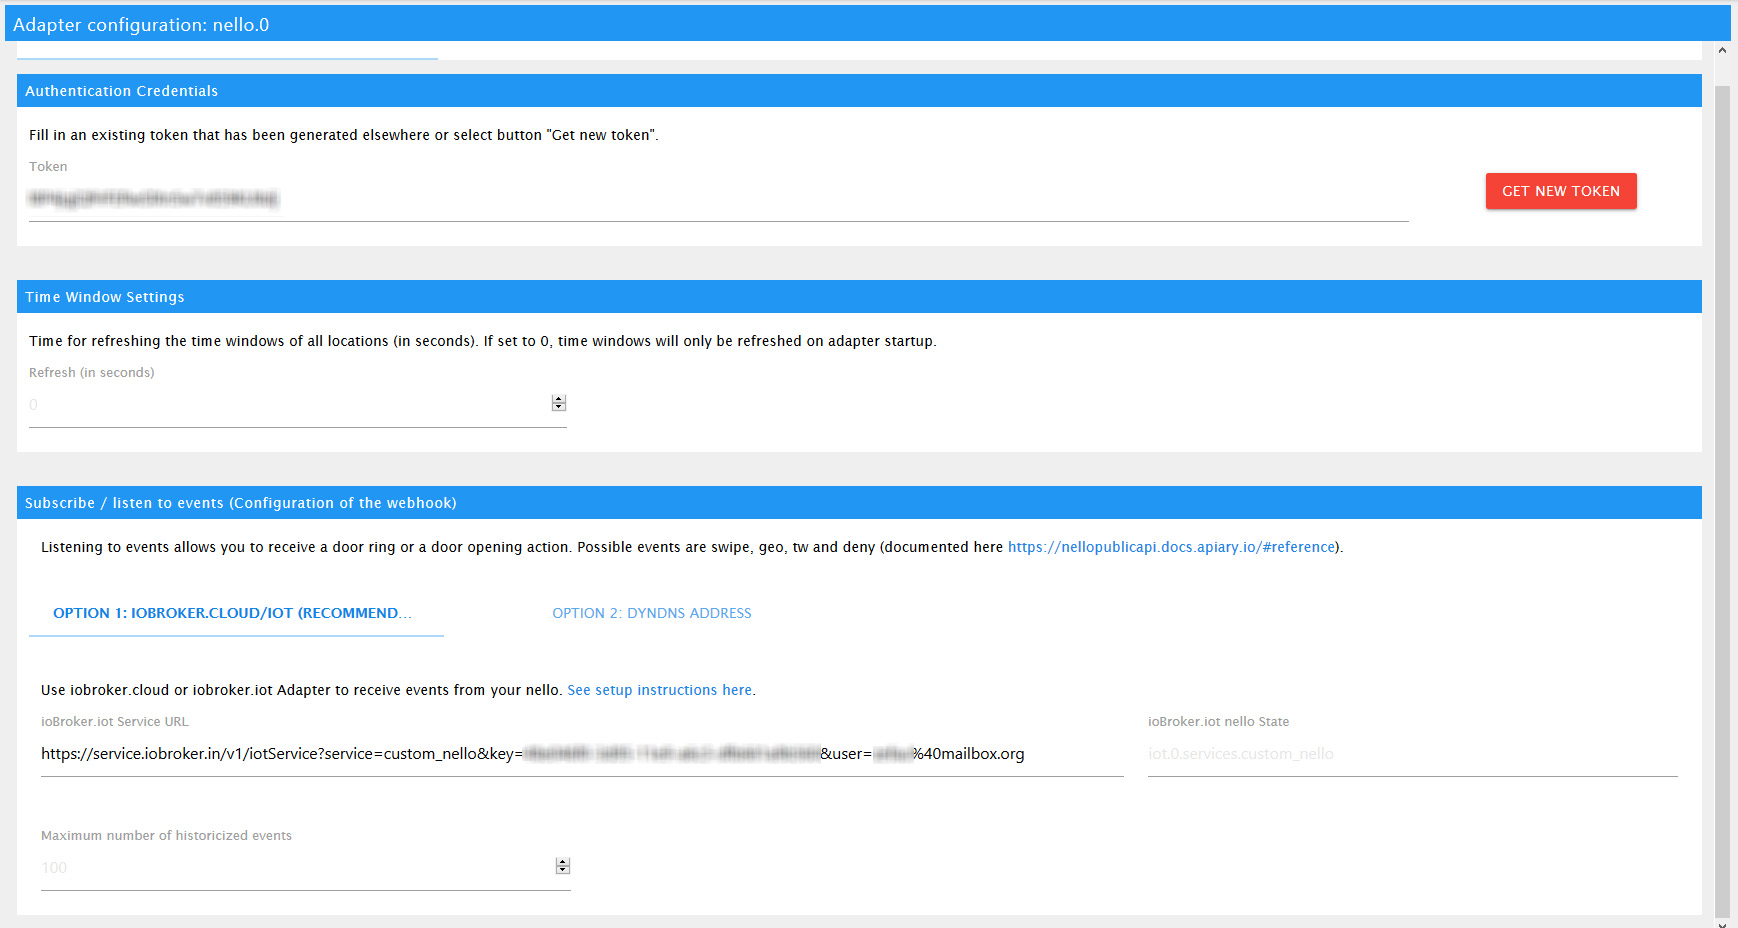 Adapter configuration: nello.0
Authentication Credentials
Fill in an existing token that has been generated elsewhere or select button "Get new token".
Token
GET NEW TOKEN
Time Window Settings
Time for refreshing the time windows of all locations (in seconds). If set to 0, time windows will only be refreshed on adapter startup.
Refresh (in seconds)
0
Subscribe / listen to events (Configuration of the webhook)
Listening to events allows you to receive a door ring or a door opening action. Possible events are swipe, geo, tw and deny (documented here https://nellopublicapi.docs.apiary.io/#reference).
OPTION 1: IOBROKER.CLOUD/IOT (RECOMMEND... OPTION 2: DYNDNS ADDRESS
Use iobroker.cloud or iobroker.iot Adapter to receive events from your nello. See setup instructions here.
ioBroker.iot Service URL ioBroker.iot nello State
https://service.iobroker.in/v1/iotService?service=custom_nello&key= &user= %40mailbox.org iot.0.services.custom_nello
Maximum number of historicized events
100